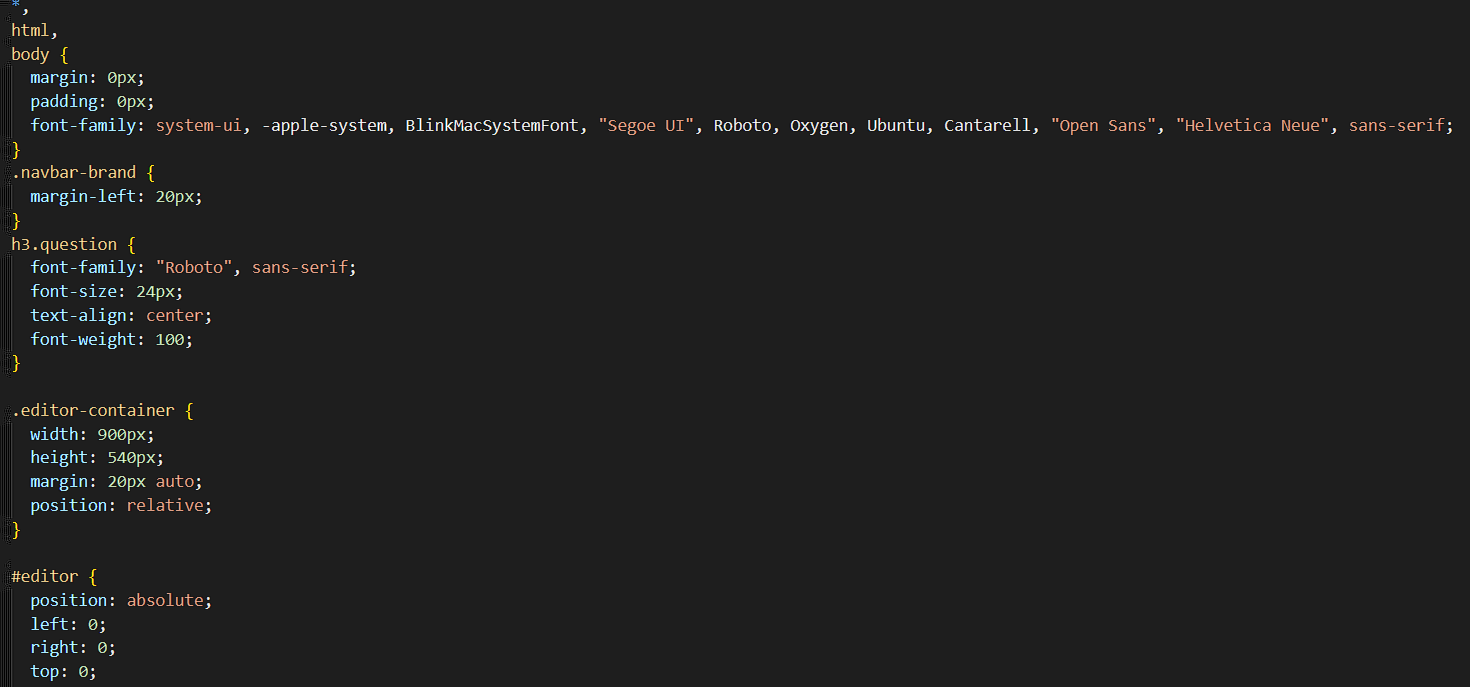 *,
html,
body {
  margin: 0px;
  padding: 0px;
  font-family: system-ui, -apple-system, BlinkMacSystemFont, "Segoe UI", Roboto, Oxygen, Ubuntu, Cantarell, "Open Sans", "Helvetica Neue", sans-serif;
}
.navbar-brand {
  margin-left: 20px;
}
h3.question {
  font-family: "Roboto", sans-serif;
  font-size: 24px;
  text-align: center;
  font-weight: 100;
}

.editor-container {
  width: 900px;
  height: 540px;
  margin: 20px auto;
  position: relative;
}

#editor {
  position: absolute;
  left: 0;
  right: 0;
  top: 0;